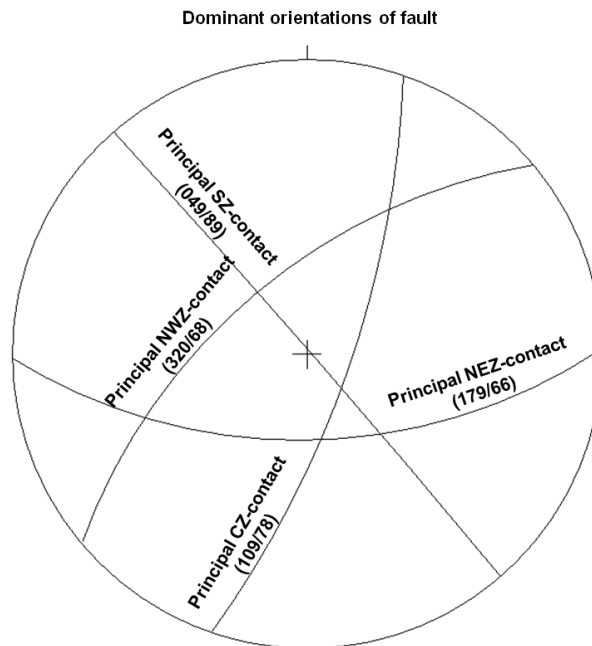 Dominant orientations of fault
Principal SZ-contact
(049/89)
Principal NWZ-contact
(320/68)
Principal NEZ-contact
(179/66)
Principal CZ-contact
(109/78)